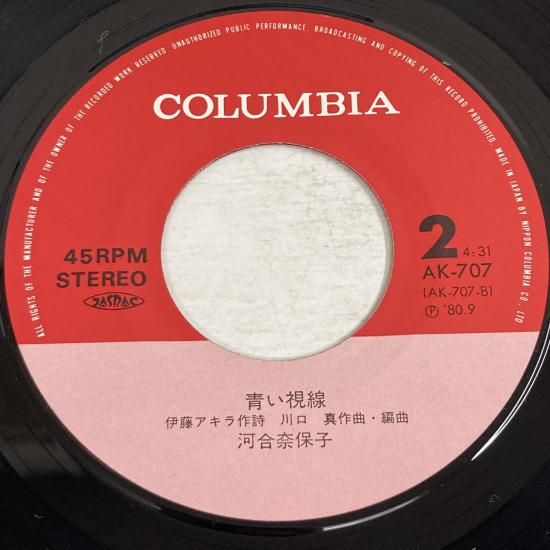 ALL RIGHTS OF THE MANUFACTURER AND OF THE OWNER OF THE RECORDED WORK RESERVED. UNAUTHORIZED PUBLIC PERFORMANCE, BROADCASTING AND COPYING OF THIS RECORD PROHIBITED. MADE IN JAPAN BY NIPPON COLUMBIA CO., LTD.
COLUMBIA
45RPM
STEREO
JASRAC
2 4:31
AK-707
(AK-707-B)
Ⓟ '80.9
青い視線
伊藤アキラ作詩 川口 真作曲・編曲
河合奈保子